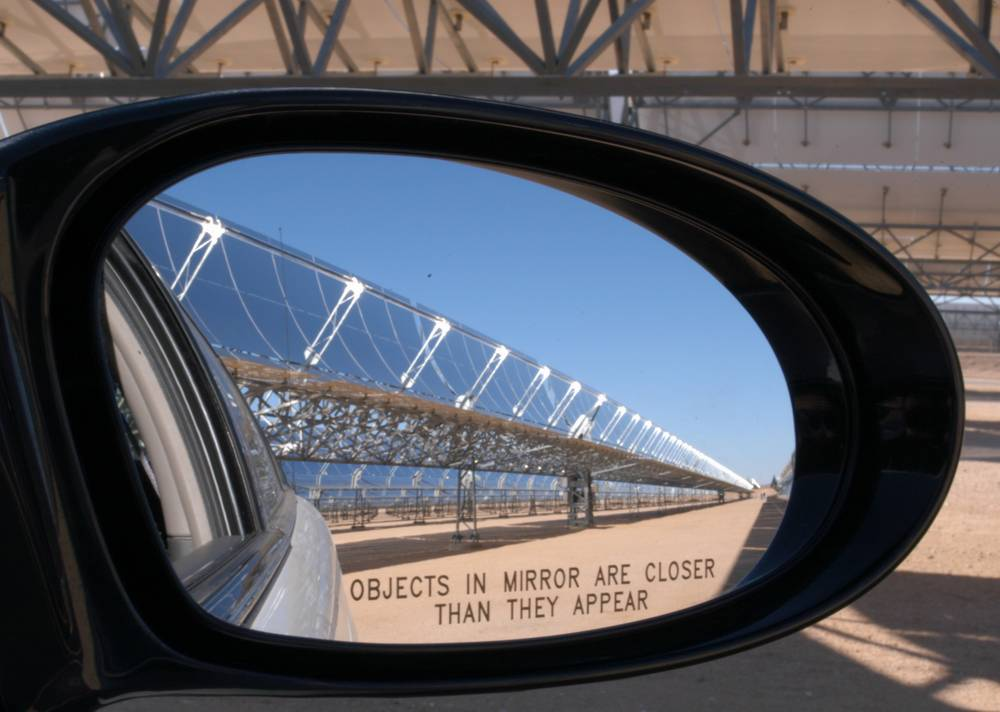 OBJECTS IN MIRROR ARE CLOSER
THAN THEY APPEAR